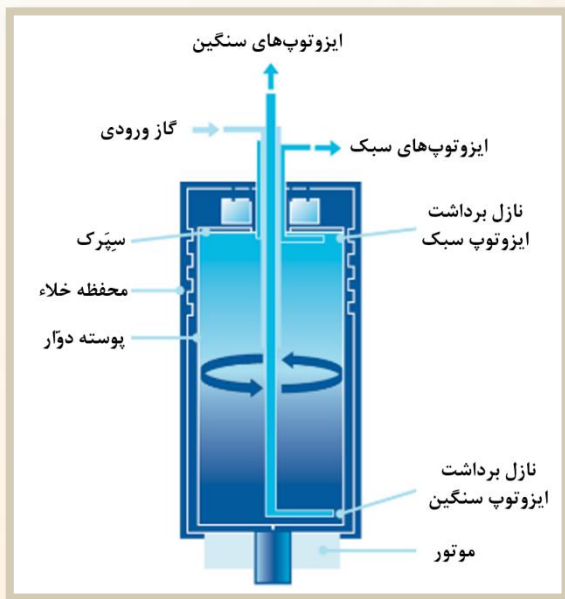 ایزوتوپ‌های سنگین
گاز ورودی
ایزوتوپ‌های سبک
نازل برداشت
ایزوتوپ سبک
سِپَرک
محفظه خلاء
پوسته دوّار
نازل برداشت
ایزوتوپ سنگین
موتور